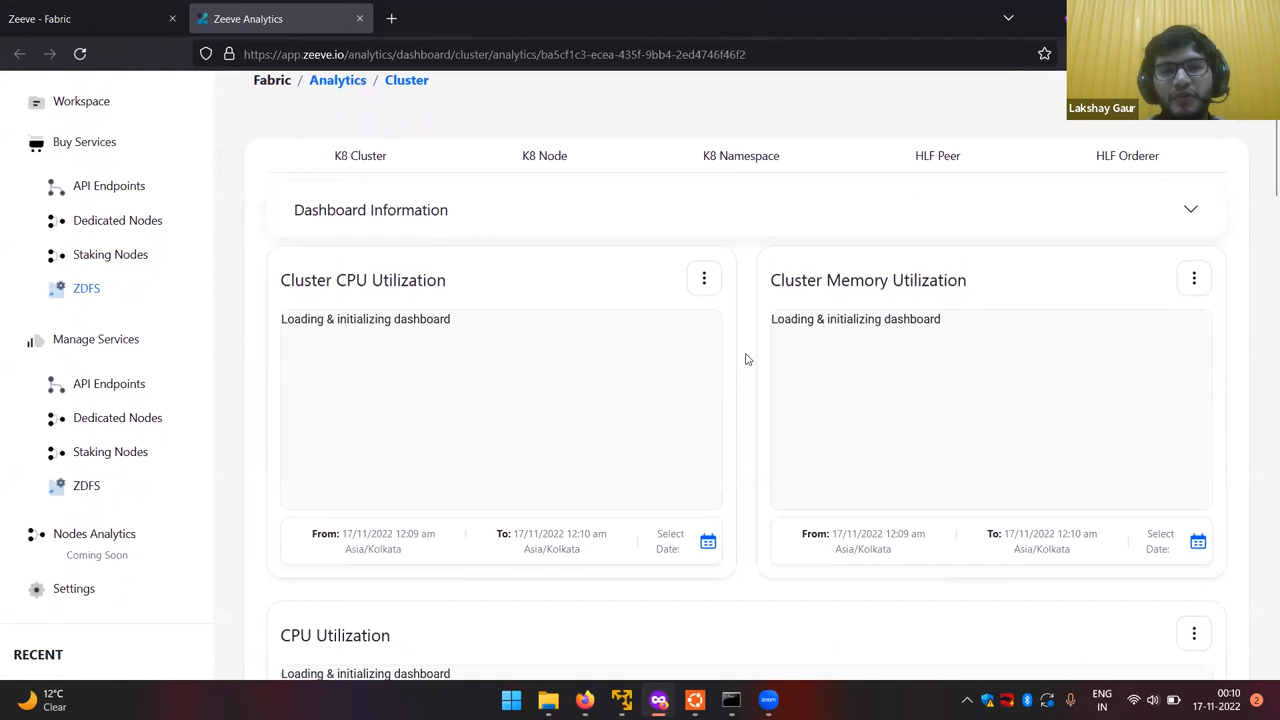 Zeeve - Fabric
Zeeve Analytics
https://app.zeeve.io/analytics/dashboard/cluster/analytics/ba5cf1c3-ecea-435f-9bb4-2ed4746f46f2
Lakshay Gaur
Fabric / Analytics / Cluster
Workspace
Buy Services
API Endpoints
Dedicated Nodes
Staking Nodes
ZDFS
Manage Services
API Endpoints
Dedicated Nodes
Staking Nodes
ZDFS
Nodes Analytics
Coming Soon
Settings
RECENT
K8 Cluster
K8 Node
K8 Namespace
HLF Peer
HLF Orderer
Dashboard Information
Cluster CPU Utilization
Loading & initializing dashboard
From: 17/11/2022 12:09 am
Asia/Kolkata
To: 17/11/2022 12:10 am
Asia/Kolkata
Select
Date:
Cluster Memory Utilization
Loading & initializing dashboard
From: 17/11/2022 12:09 am
Asia/Kolkata
To: 17/11/2022 12:10 am
Asia/Kolkata
Select
Date:
CPU Utilization
Loading & initializing dashboard
12°C
Clear
zoom
ENG
IN
00:10
17-11-2022
2